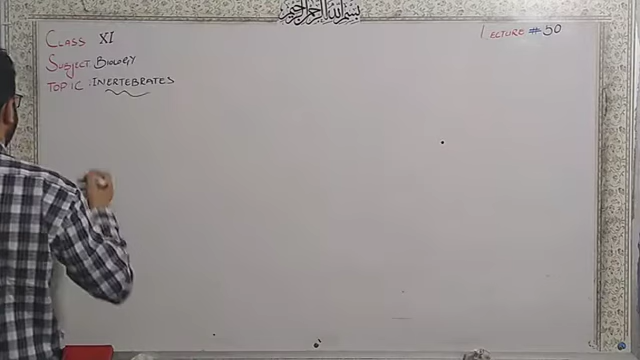 بسم الله الرحمن الرحيم
CLASS XI
LECTURE # 50
SUBJECT: BIOLOGY
TOPIC: INERTEBRATES